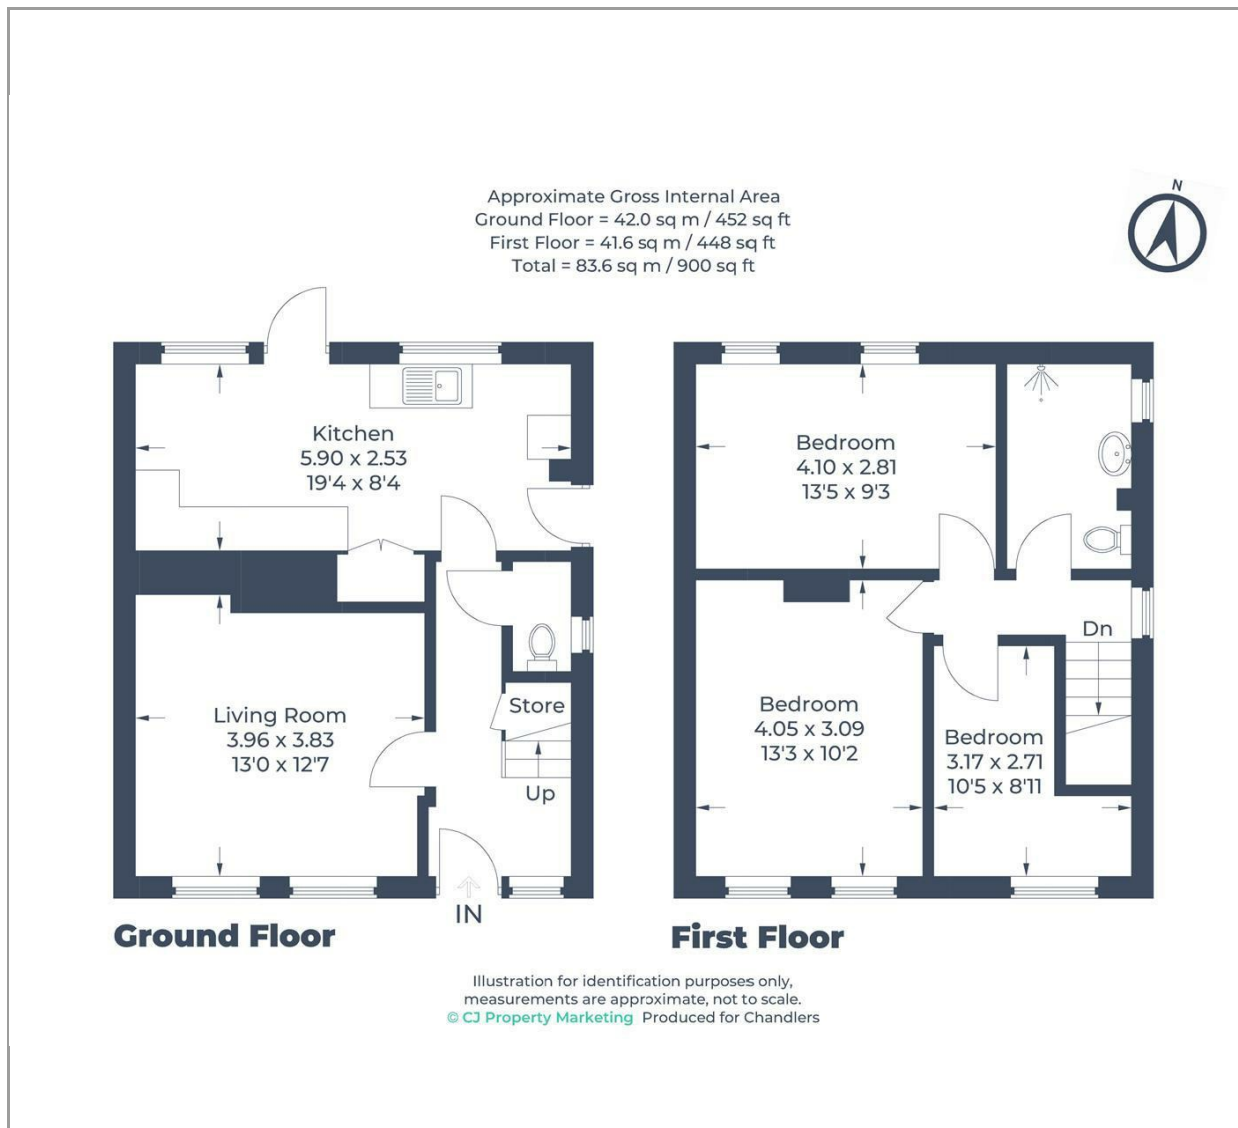 Approximate Gross Internal Area
Ground Floor = 42.0 sq m / 452 sq ft
First Floor = 41.6 sq m / 448 sq ft
Total = 83.6 sq m / 900 sq ft
N
Kitchen
5.90 x 2.53
19'4 x 8'4
Living Room
3.96 x 3.83
13'0 x 12'7
Store
Up
IN
Ground Floor
Bedroom
4.10 x 2.81
13'5 x 9'3
Dn
Bedroom
4.05 x 3.09
13'3 x 10'2
Bedroom
3.17 x 2.71
10'5 x 8'11
First Floor
Illustration for identification purposes only,
measurements are approximate, not to scale.
© CJ Property Marketing Produced for Chandlers